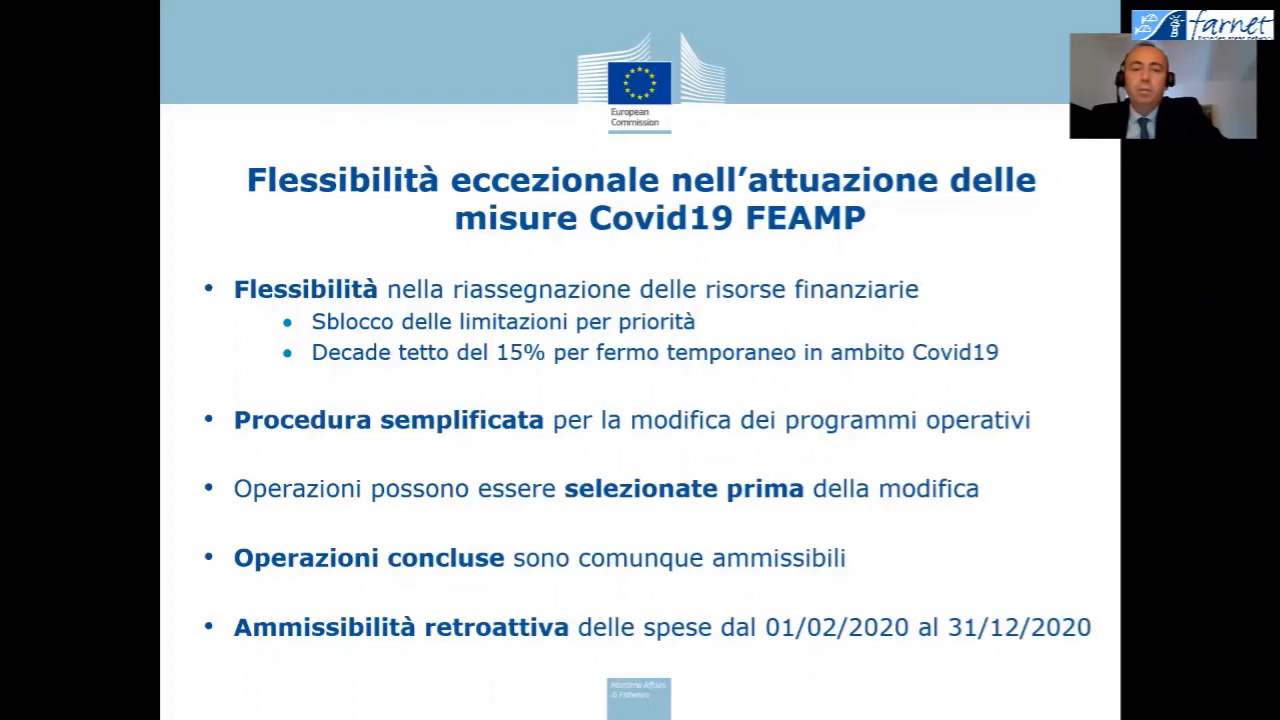 farnet
European
Commission
Flessibilità eccezionale nell’attuazione delle
misure Covid19 FEAMP
• Flessibilità nella riassegnazione delle risorse finanziarie
• Sblocco delle limitazioni per priorità
• Decade tetto del 15% per fermo temporaneo in ambito Covid19
• Procedura semplificata per la modifica dei programmi operativi
• Operazioni possono essere selezionate prima della modifica
• Operazioni concluse sono comunque ammissibili
• Ammissibilità retroattiva delle spese dal 01/02/2020 al 31/12/2020
Maritime Affairs
& Fisheries